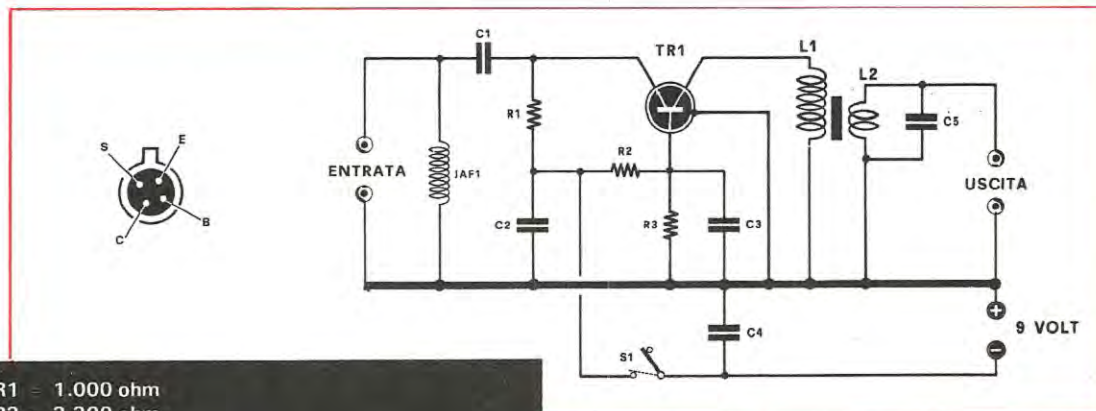 C1
TR1
L1
L2
S
E
C
B
ENTRATA
JAF1
R1
R2
C2
R3
C3
C5
USCITA
C4
S1
+
9 VOLT
-
R1 = 1.000 ohm